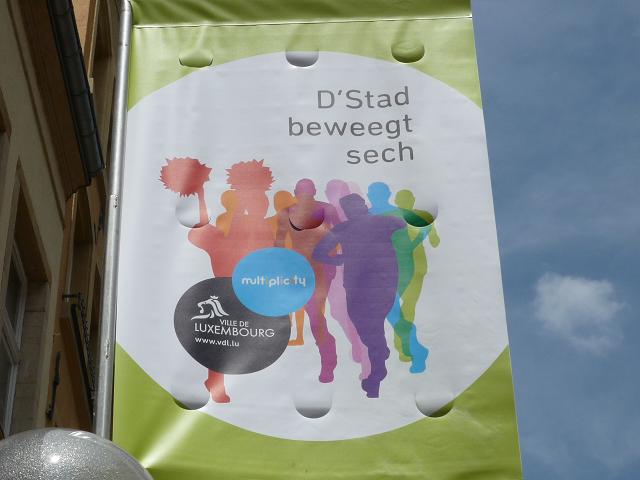 D'Stad
beweegt
sech
multiplicity
VILLE DE
LUXEMBOURG
www.vdl.lu